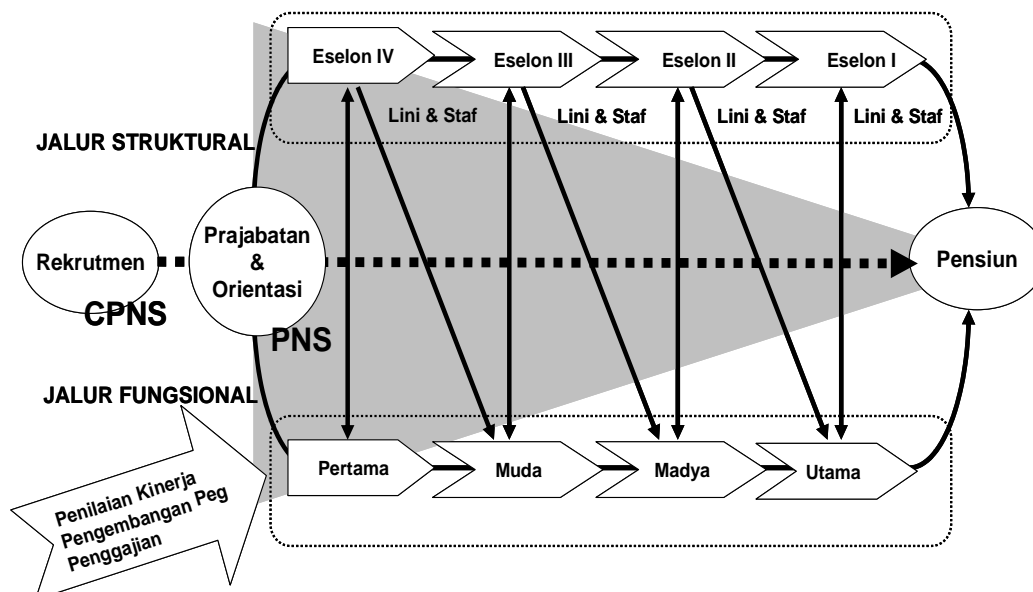 Eselon IV
Eselon III
Eselon II
Eselon I
Lini & Staf
Lini & Staf
Lini & Staf
Lini & Staf
JALUR STRUKTURAL
Rekrutmen
CPNS
Prajabatan
&
Orientasi
PNS
Pensiun
JALUR FUNGSIONAL
Pertama
Muda
Madya
Utama
Penilaian Kinerja
Pengembangan Peg
Penggajian